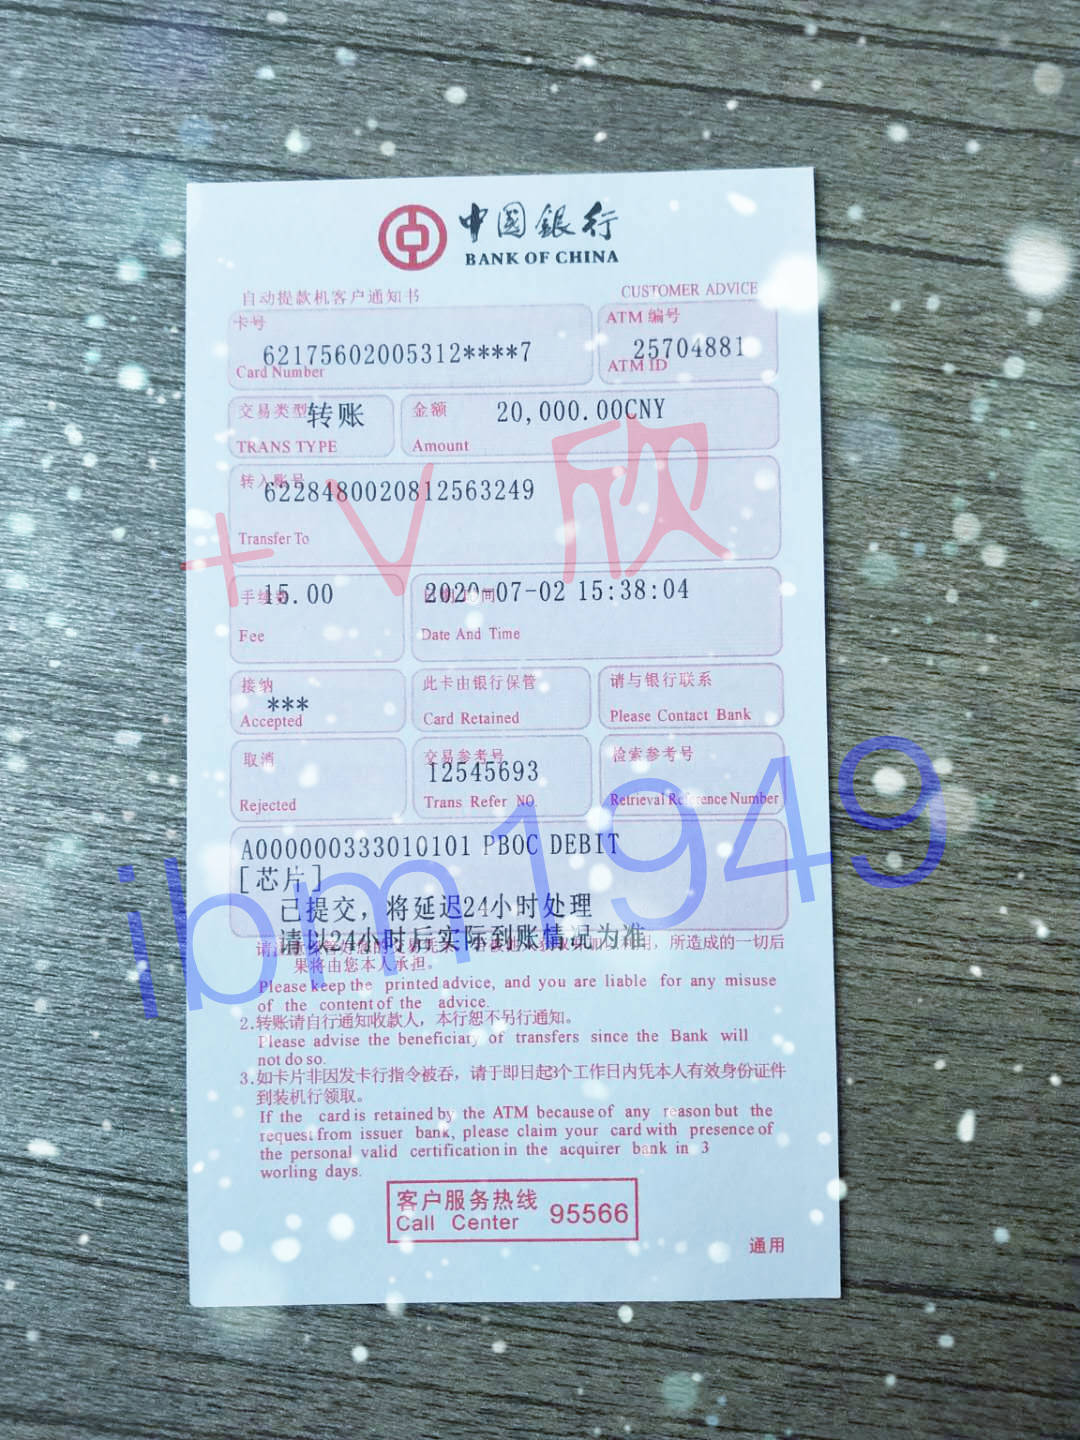 中国銀行
BANK OF CHINA
自动提款机客户通知书 CUSTOMER ADVICE
卡号 ATM 编号
62175602005312****7 25704881
Card Number ATM ID
交易类型 转账 金额 20,000.00CNY
TRANS TYPE Amount
转入账号
6228480020812563249
Transfer To
+V 欣
手续费 15.00 2020-07-02 15:38:04
Fee Date And Time
接纳 此卡由银行保管 请与银行联系
***
Accepted Card Retained Please Contact Bank
取消 交易参考号 检索参考号
12545693
Rejected Trans Refer NO. Retrieval Reference Number
ibm1949
A000000333010101 PBOC DEBIT
[芯片]
已提交，将延迟24小时处理
请以24小时后实际到账情况为准
所造成的一切后
果将由您本人承担。
Please keep the printed advice, and you are liable for any misuse
of the content of the advice.
2.转账请自行通知收款人，本行恕不另行通知。
Please advise the beneficiary of transfers since the Bank will
not do so.
3.如卡片非因发卡行指令被吞，请于即日起3个工作日内凭本人有效身份证件
到装机行领取。
If the card is retained by the ATM because of any reason but the
request from issuer bank, please claim your card with presence of
the personal valid certification in the acquirer bank in 3
worling days.
客户服务热线 95566
Call Center
通用